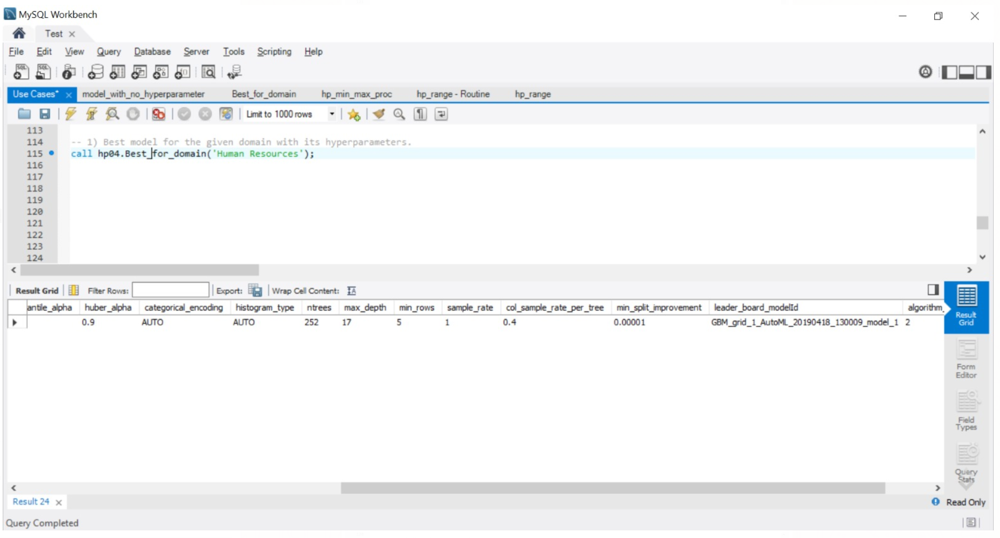 MySQL Workbench
Test
File Edit View Query Database Server Tools Scripting Help
Use Cases* model_with_no_hyperparameter Best_for_domain hp_min_max_proc hp_range - Routine hp_range
Limit to 1000 rows
113
114 -- 1) Best model for the given domain with its hyperparameters.
115 call hp04.Best_for_domain('Human Resources');
116
117
118
119
120
121
122
123
124
Result Grid Filter Rows: Export: Wrap Cell Content:
antile_alpha huber_alpha categorical_encoding histogram_type ntrees max_depth min_rows sample_rate col_sample_rate_per_tree min_split_improvement leader_board_modelId algorithm_
0.9 AUTO AUTO 252 17 5 1 0.4 0.00001 GBM_grid_1_AutoML_20190418_130009_model_1 2
Result
Grid
Form
Editor
Field
Types
Query
Stats
Result 24
Read Only
Query Completed